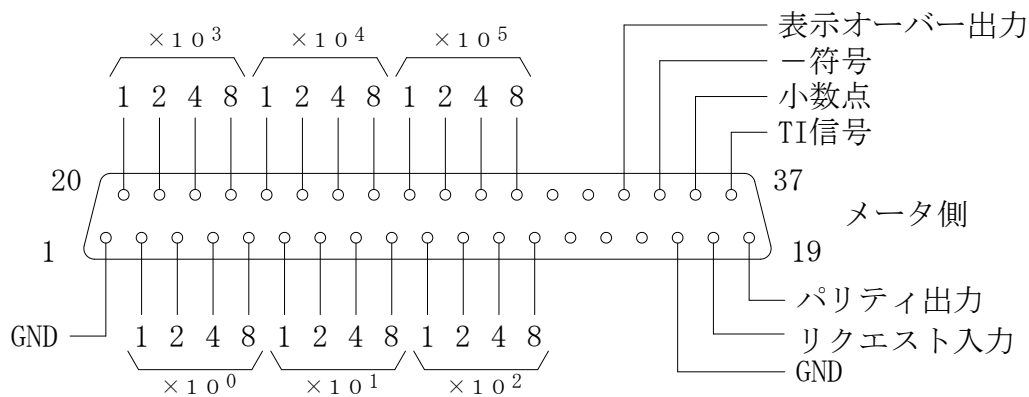 ×10³ ×10⁴ ×10⁵
表示オーバー出力
－符号
小数点
TI信号
1 2 4 8 1 2 4 8 1 2 4 8
20 37
メータ側
1 19
パリティ出力
リクエスト入力
GND
GND
1 2 4 8 1 2 4 8 1 2 4 8
×10⁰ ×10¹ ×10²